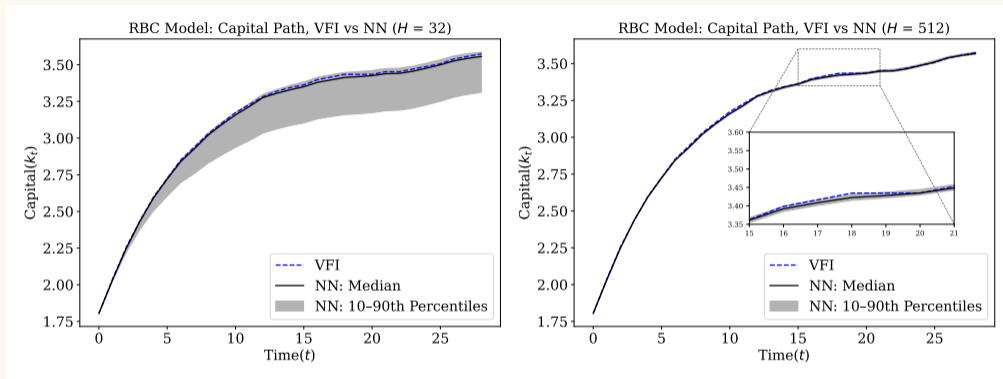 RBC Model: Capital Path, VFI vs NN (H = 32)
3.50
3.25
3.00
2.75
2.50
2.25
2.00
1.75
Capital(k_t)
0 5 10 15 20 25
Time(t)
VFI
NN: Median
NN: 10–90th Percentiles
RBC Model: Capital Path, VFI vs NN (H = 512)
3.50
3.25
3.00
2.75
2.50
2.25
2.00
1.75
Capital(k_t)
3.60
3.55
3.50
3.45
3.40
3.35
15 16 17 18 19 20 21
0 5 10 15 20 25
Time(t)
VFI
NN: Median
NN: 10–90th Percentiles